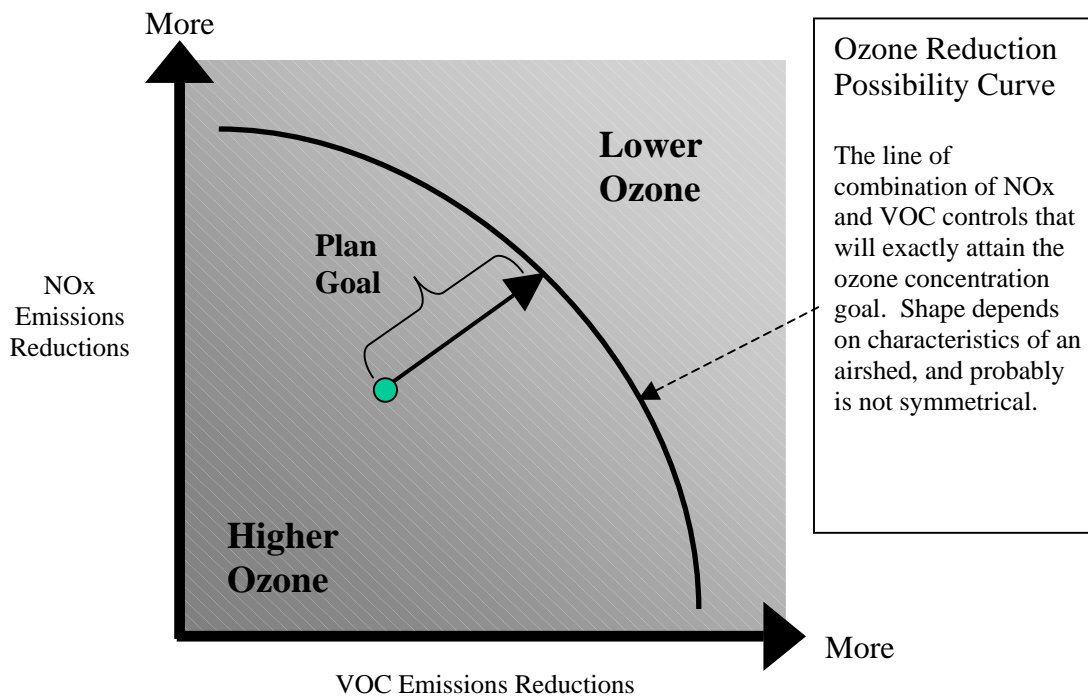 More
Lower
Ozone
Plan
Goal
NOx
Emissions
Reductions
Higher
Ozone
More
VOC Emissions Reductions
Ozone Reduction
Possibility Curve
The line of
combination of NOx
and VOC controls that
will exactly attain the
ozone concentration
goal.  Shape depends
on characteristics of an
airshed, and probably
is not symmetrical.